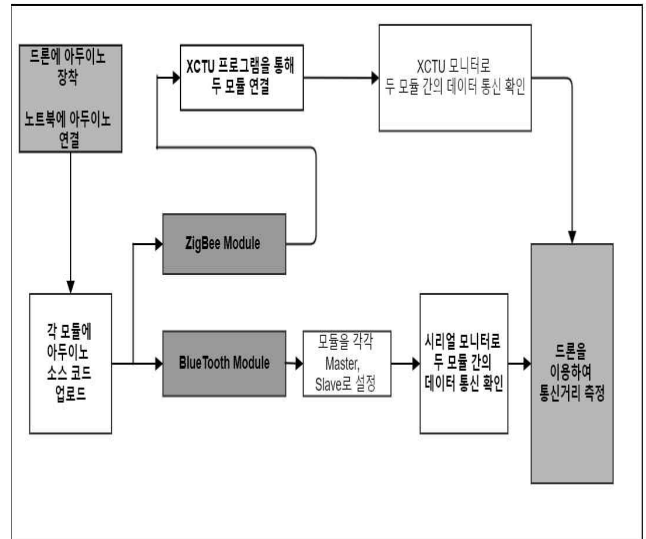 드론에 아두이노
장착
노트북에 아두이노
연결
XCTU 프로그램을 통해
두 모듈 연결
XCTU 모니터로
두 모듈 간의 데이터 통신 확인
ZigBee Module
각 모듈에
아두이노
소스 코드
업로드
BlueTooth Module
모듈을 각각
Master,
Slave로 설정
시리얼 모니터로
두 모듈 간의
데이터 통신 확인
드론을
이용하여
통신거리 측정